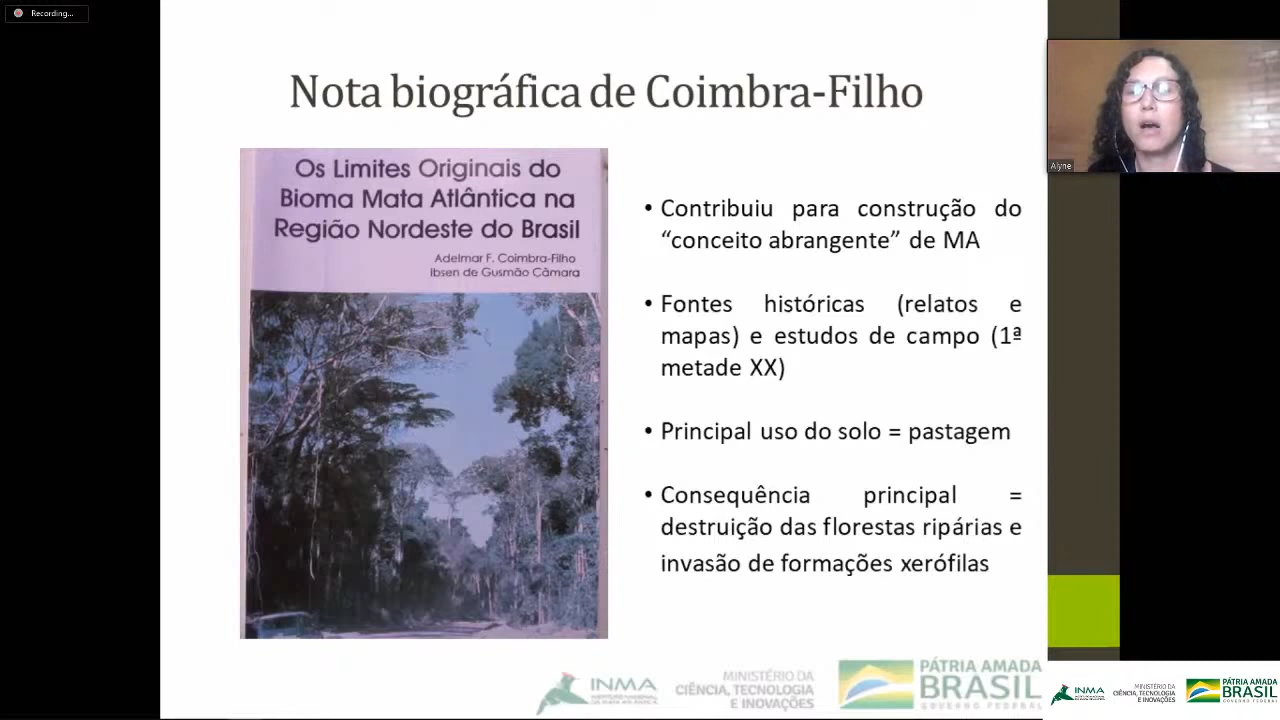 Recording...
Nota biográfica de Coimbra-Filho
Os Limites Originais do
Bioma Mata Atlântica na
Região Nordeste do Brasil
Adelmar F. Coimbra-Filho
Ibsen de Gusmão Câmara
• Contribuiu para construção do
“conceito abrangente” de MA
• Fontes históricas (relatos e
mapas) e estudos de campo (1ª
metade XX)
• Principal uso do solo = pastagem
• Consequência principal =
destruição das florestas ripárias e
invasão de formações xerófilas
Alyne
INMA
MINISTÉRIO DA
CIÊNCIA, TECNOLOGIA
E INOVAÇÕES
PÁTRIA AMADA
BRASIL
GOVERNO FEDERAL
INMA
MINISTÉRIO DA
CIÊNCIA, TECNOLOGIA
E INOVAÇÕES
PÁTRIA AMADA
BRASIL
GOVERNO FEDERAL